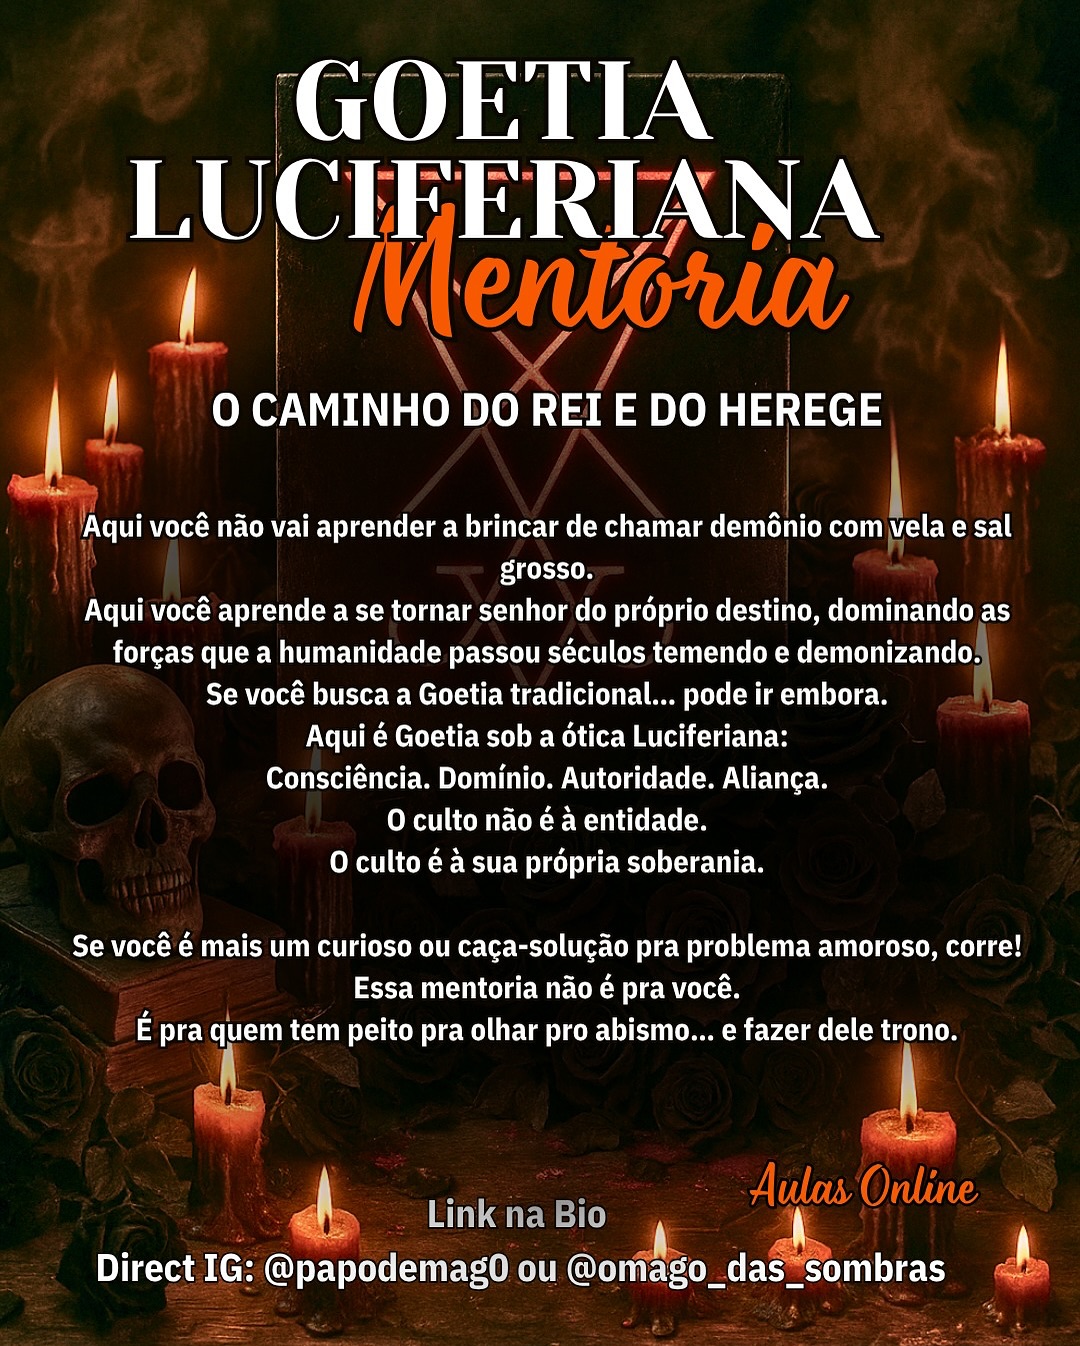 GOETIA
LUCIFERIANA
Mentoria
O CAMINHO DO REI E DO HEREGE
Aqui você não vai aprender a brincar de chamar demônio com vela e sal
grosso.
Aqui você aprende a se tornar senhor do próprio destino, dominando as
forças que a humanidade passou séculos temendo e demonizando.
Se você busca a Goetia tradicional... pode ir embora.
Aqui é Goetia sob a ótica Luciferiana:
Consciência. Domínio. Autoridade. Aliança.
O culto não é à entidade.
O culto é à sua própria soberania.
Se você é mais um curioso ou caça-solução pra problema amoroso, corre!
Essa mentoria não é pra você.
É pra quem tem peito pra olhar pro abismo... e fazer dele trono.
Aulas Online
Link na Bio
Direct IG: @papodemag0 ou @omago_das_sombras